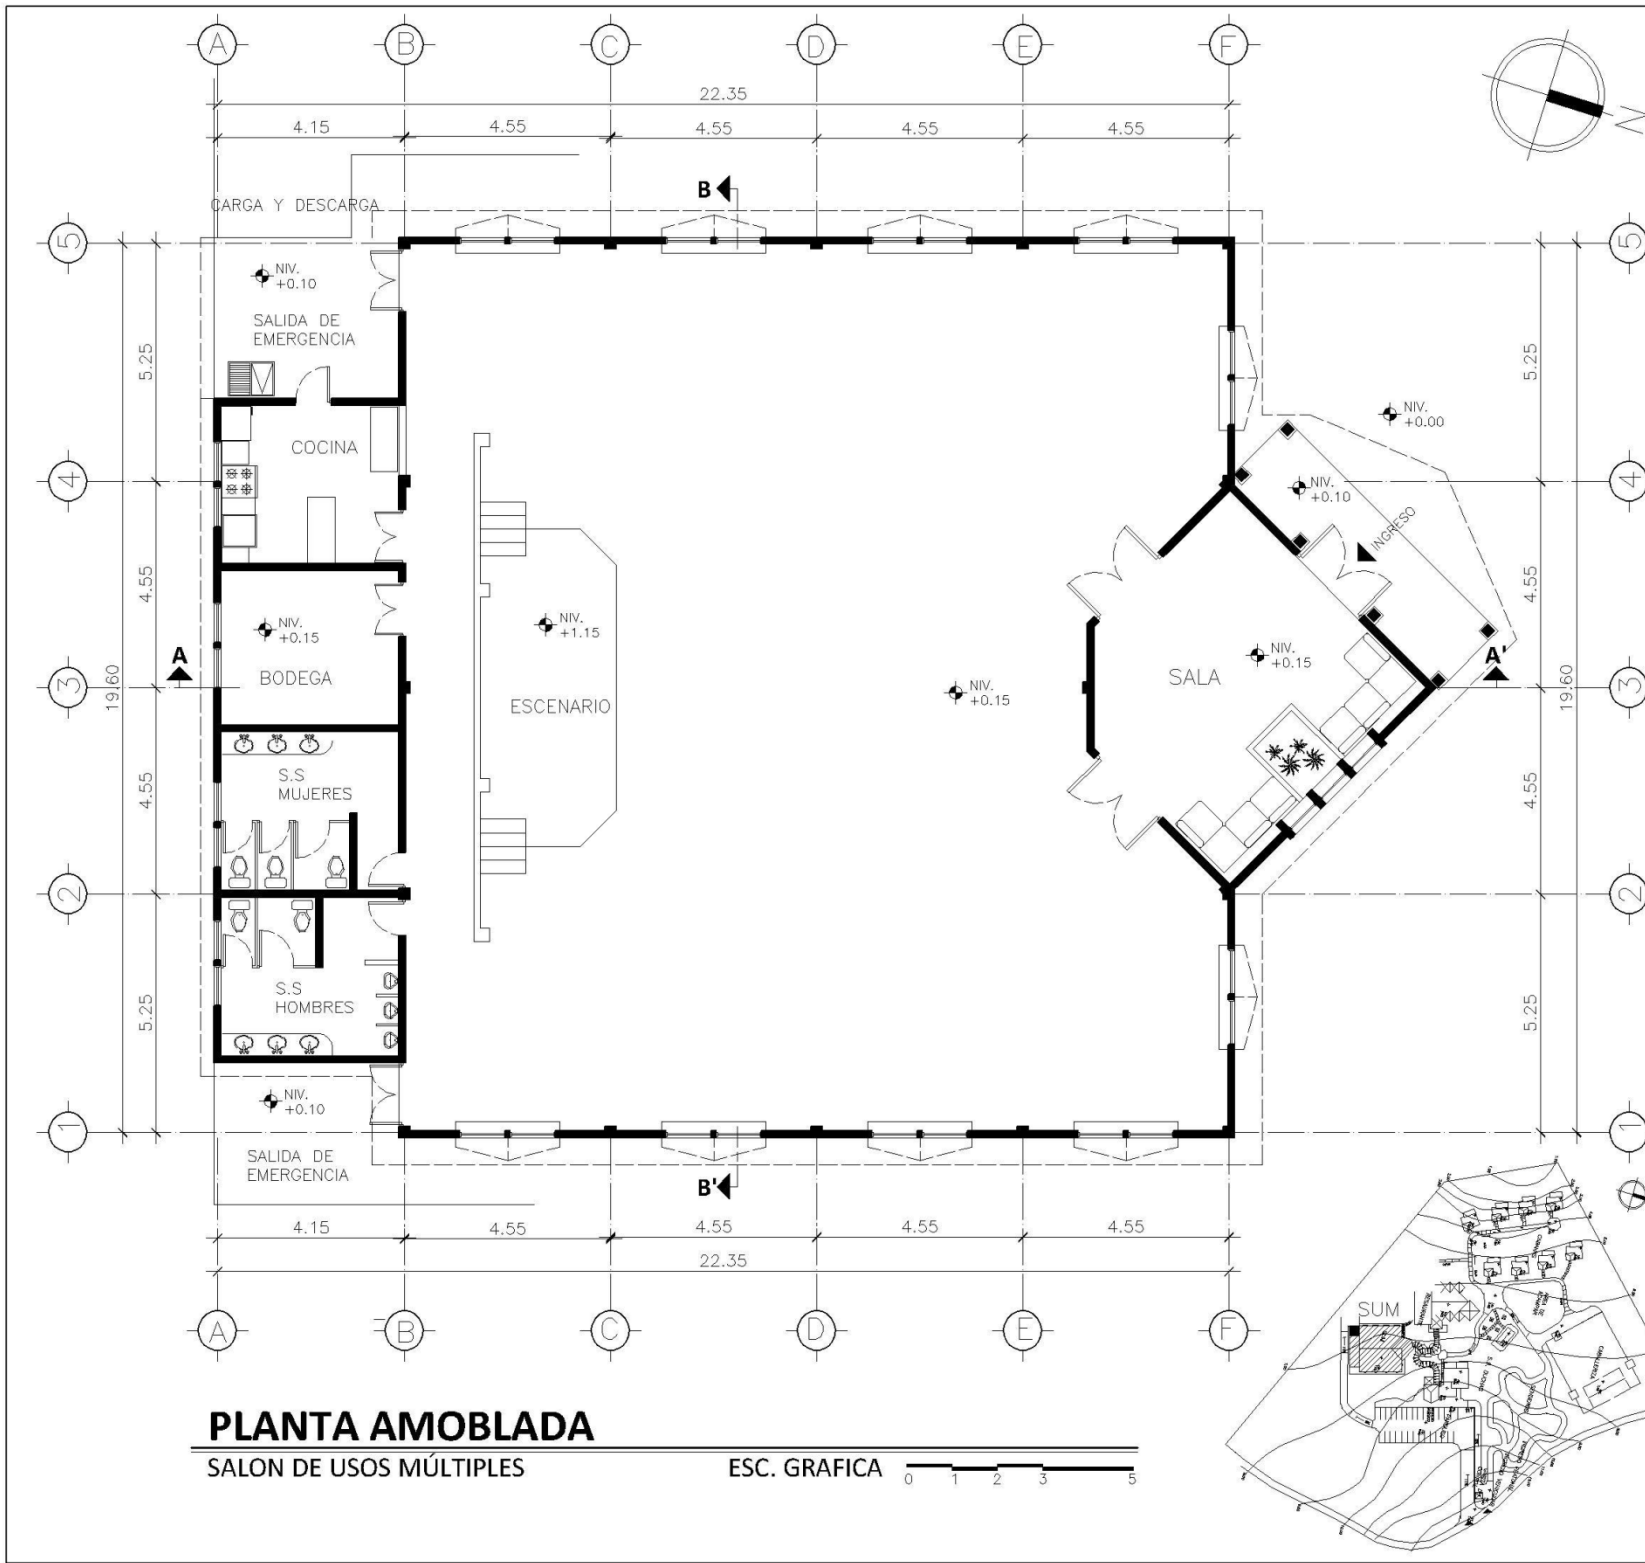 A B C D E F
N
22.35
4.15 4.55 4.55 4.55 4.55
B
CARGA Y DESCARGA
5 5
NIV.
+0.10
SALIDA DE
EMERGENCIA
5.25 5.25
NIV.
+0.00
COCINA
4 4
NIV.
+0.10
INGRESO
4.55 4.55
NIV.
+1.15
NIV.
+0.15
A
BODEGA
NIV.
+0.15
A'
SALA
3 3
19.60 19.60
NIV.
+0.15
ESCENARIO
S.S
MUJERES
4.55 4.55
2 2
S.S
HOMBRES
5.25 5.25
NIV.
+0.10
1 1
SALIDA DE
EMERGENCIA
B'
4.15 4.55 4.55 4.55 4.55
22.35
A B C D E F
SUM
PLANTA AMOBLADA
SALON DE USOS MÚLTIPLES
ESC. GRAFICA
0 1 2 3 5